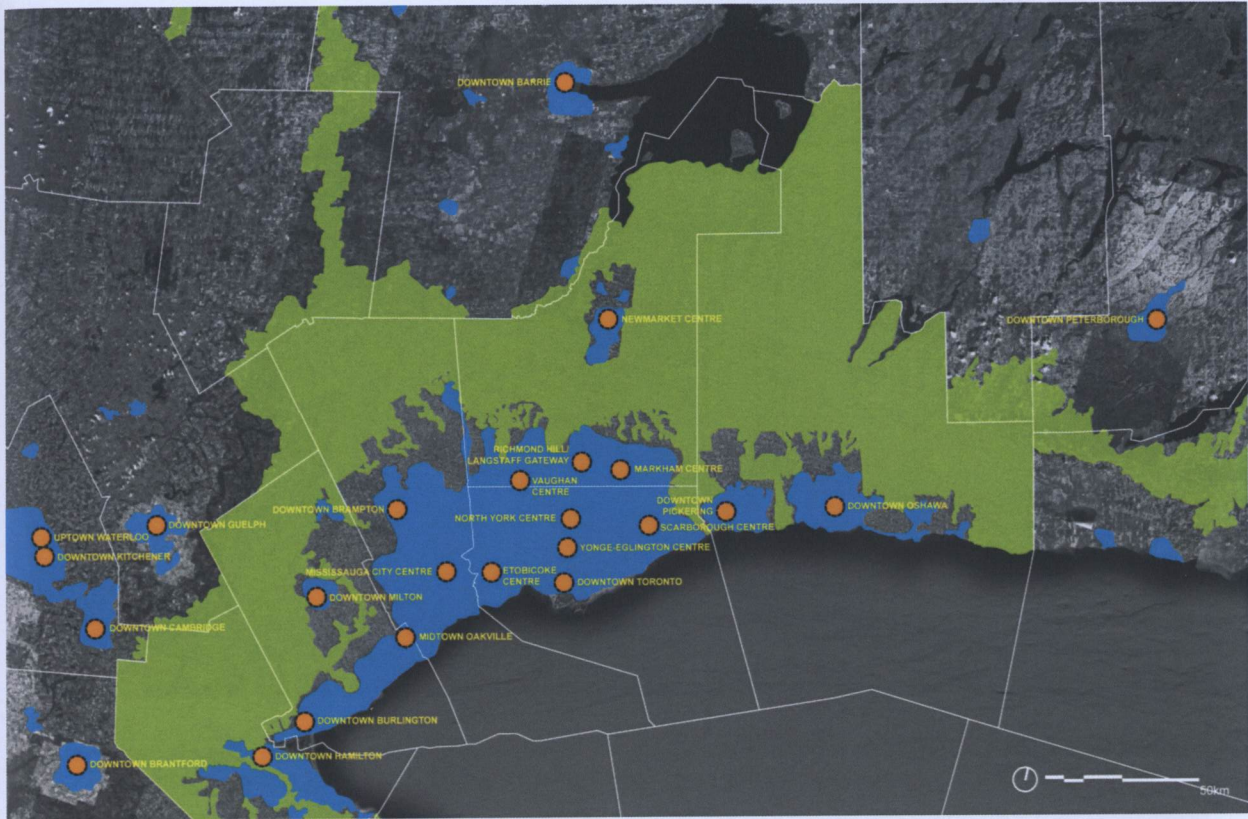 DOWNTOWN BARRIE
NEWMARKET CENTRE
DOWNTOWN PETERBOROUGH
RICHMOND HILL/
LANGSTAFF GATEWAY
MARKHAM CENTRE
VAUGHAN
CENTRE
DOWNTOWN BRAMPTON
DOWNTOWN
PICKERING
DOWNTOWN OSHAWA
NORTH YORK CENTRE
SCARBOROUGH CENTRE
DOWNTOWN GUELPH
UPTOWN WATERLOO
DOWNTOWN KITCHENER
YONGE-EGLINGTON CENTRE
MISSISSAUGA CITY CENTRE
ETOBICOKE
CENTRE
DOWNTOWN TORONTO
DOWNTOWN MILTON
DOWNTOWN CAMBRIDGE
MIDTOWN OAKVILLE
DOWNTOWN BURLINGTON
DOWNTOWN HAMILTON
DOWNTOWN BRANTFORD
50km